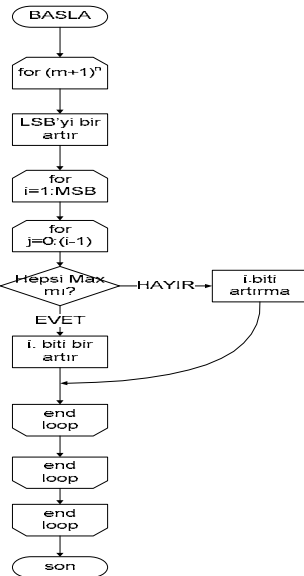 BASLA
for (m+1)ⁿ
LSB'yi bir
artır
for
i=1:MSB
for
j=0:(i-1)
Hepsi Max
mı?
HAYIR
i.biti
artırma
EVET
i. biti bir
artır
end
loop
end
loop
end
loop
son